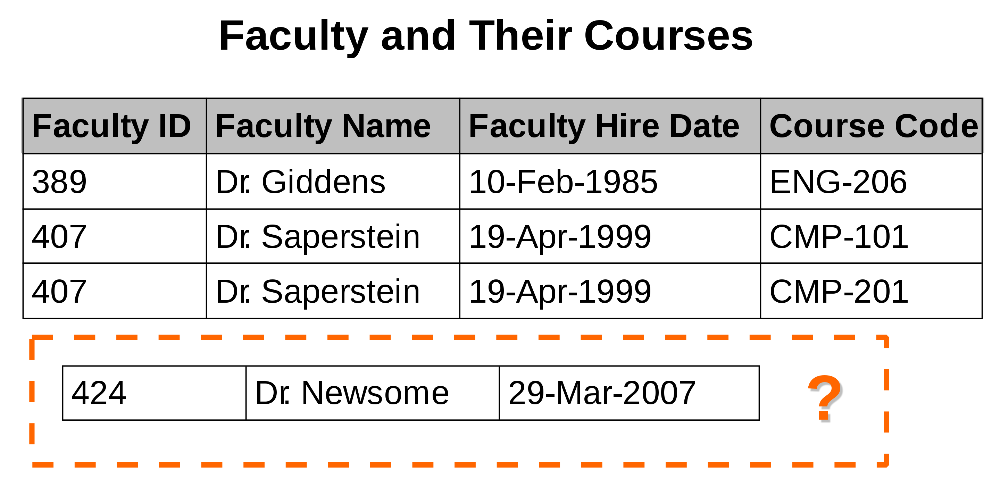 Faculty and Their Courses
Faculty ID Faculty Name Faculty Hire Date Course Code
389 Dr. Giddens 10-Feb-1985 ENG-206
407 Dr. Saperstein 19-Apr-1999 CMP-101
407 Dr. Saperstein 19-Apr-1999 CMP-201
424 Dr. Newsome 29-Mar-2007 ?